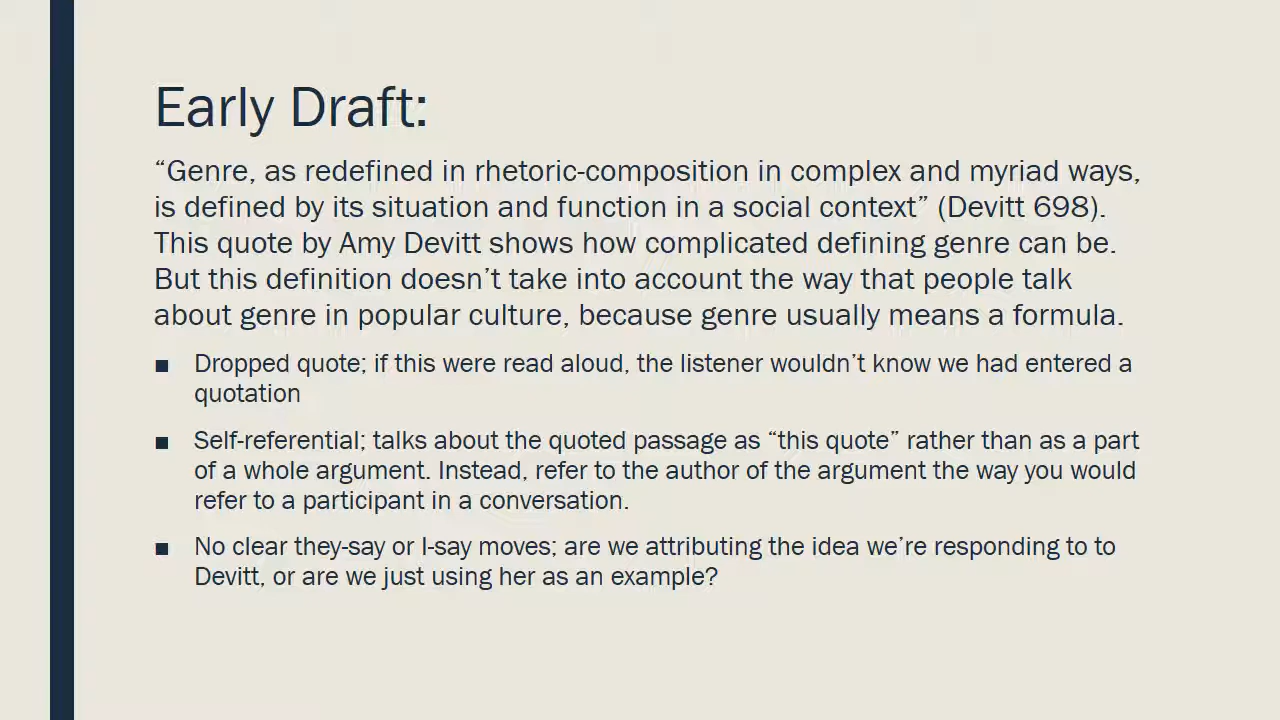 Early Draft:
“Genre, as redefined in rhetoric-composition in complex and myriad ways,
is defined by its situation and function in a social context” (Devitt 698).
This quote by Amy Devitt shows how complicated defining genre can be.
But this definition doesn’t take into account the way that people talk
about genre in popular culture, because genre usually means a formula.
■ Dropped quote; if this were read aloud, the listener wouldn’t know we had entered a
quotation
■ Self-referential; talks about the quoted passage as “this quote” rather than as a part
of a whole argument. Instead, refer to the author of the argument the way you would
refer to a participant in a conversation.
■ No clear they-say or I-say moves; are we attributing the idea we’re responding to to
Devitt, or are we just using her as an example?